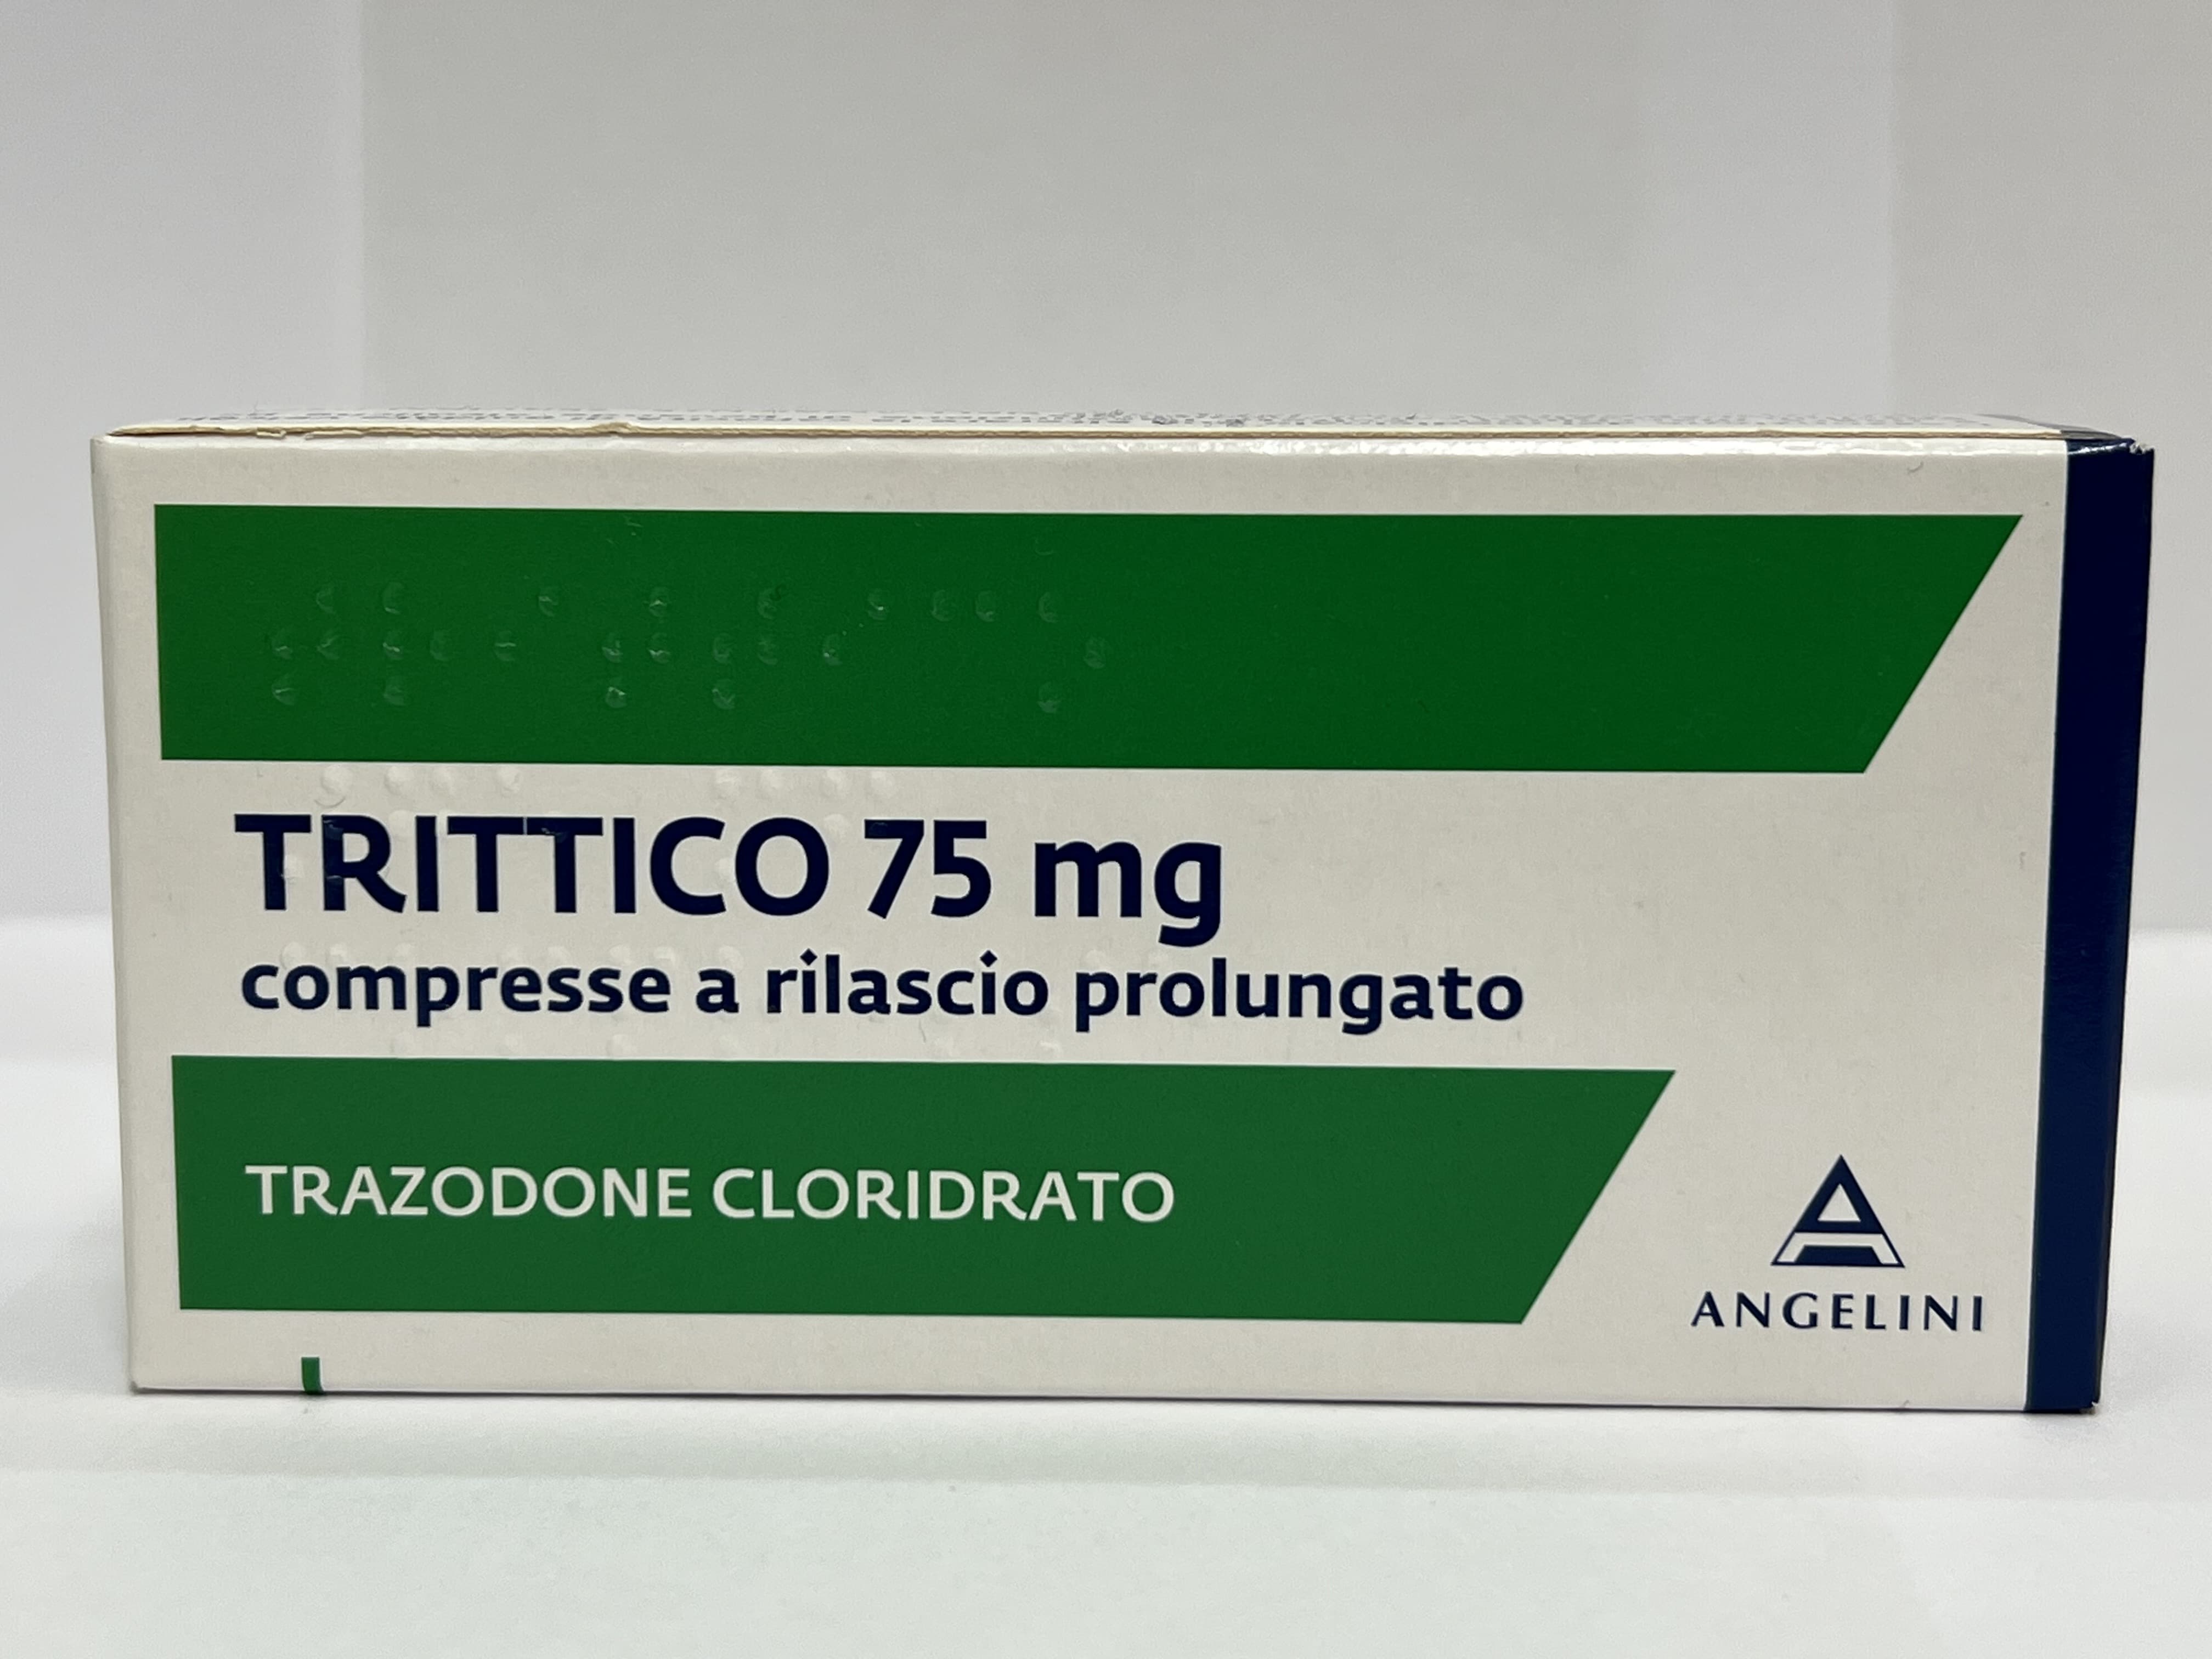 TRITTICO 75 mg
compresse a rilascio prolungato
TRAZODONE CLORIDRATO
ANGELINI